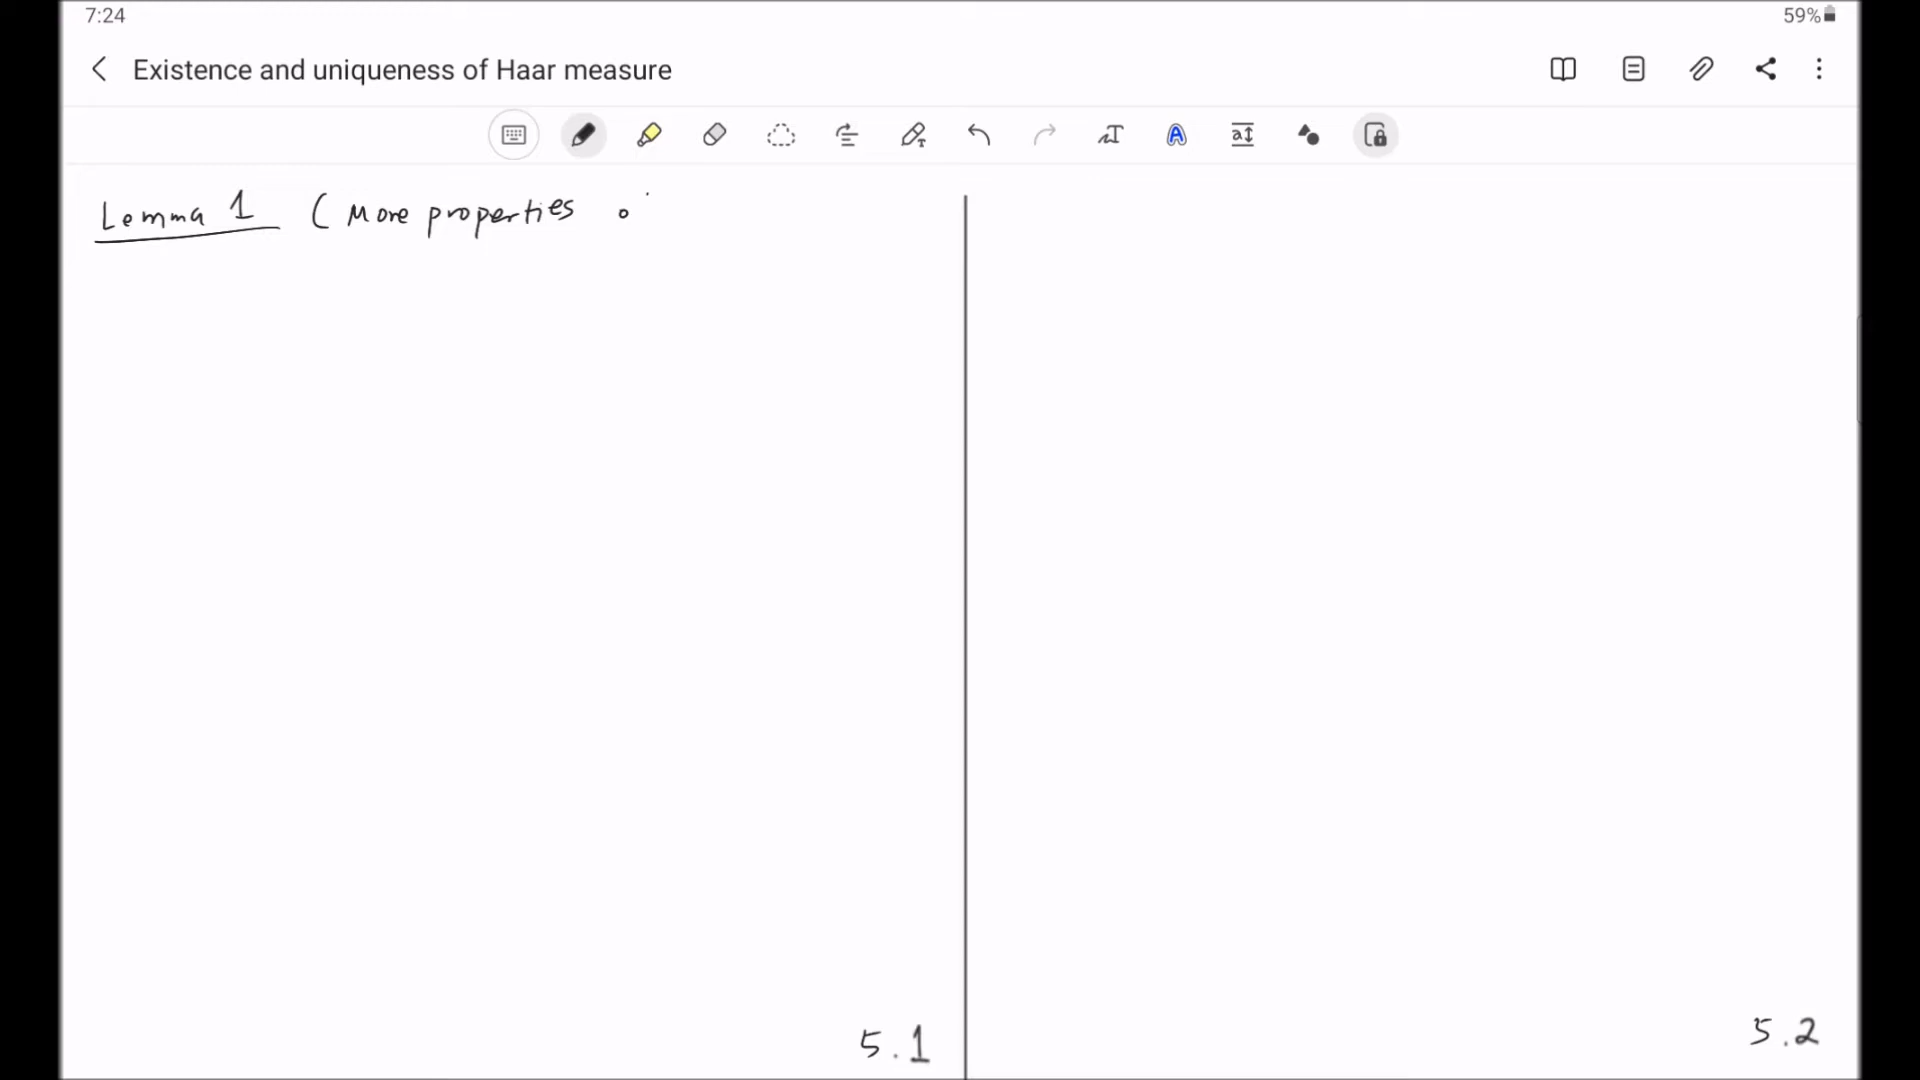 7:24
59%
Existence and uniqueness of Haar measure
Lemma 1 (More properties o
5.1
5.2